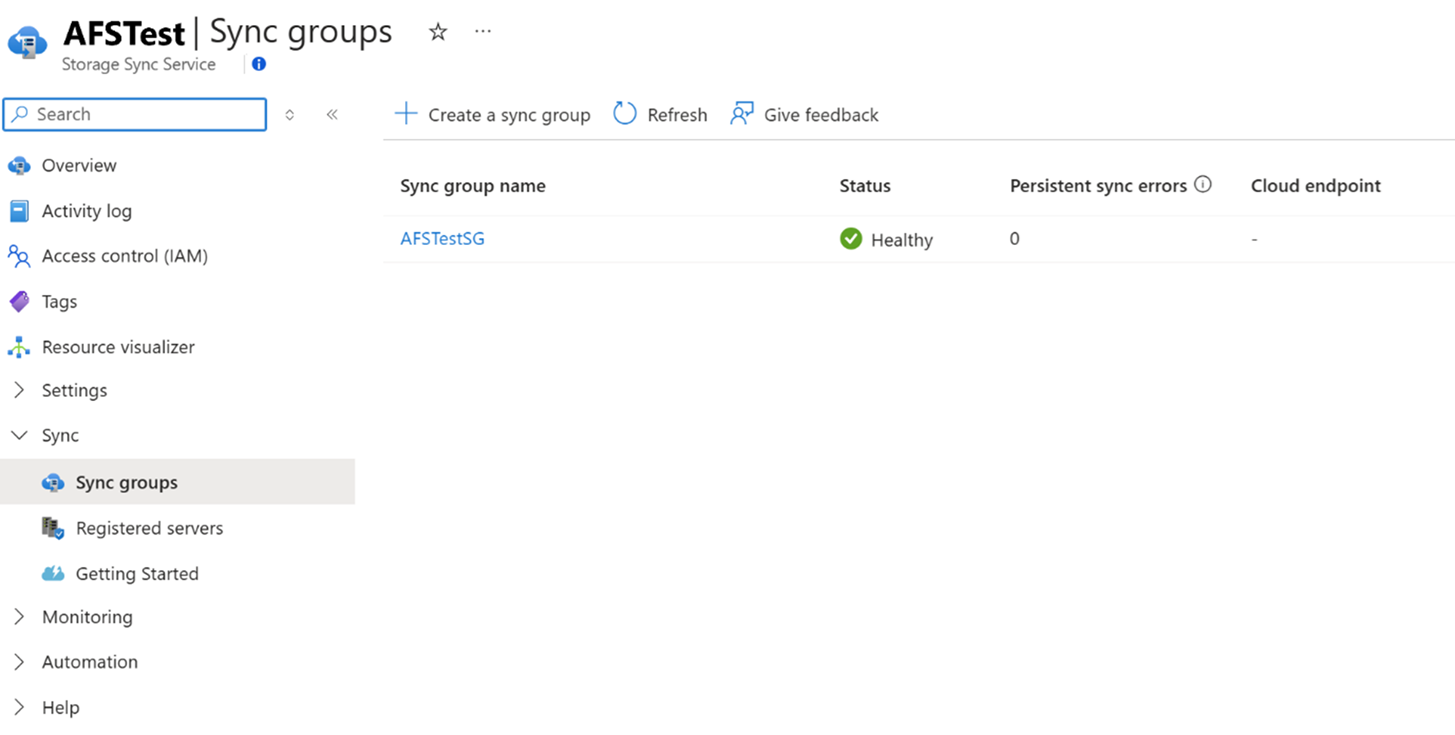 AFSTest | Sync groups ☆ ...
Storage Sync Service
Search
Overview
Activity log
Access control (IAM)
Tags
Resource visualizer
Settings
Sync
Sync groups
Registered servers
Getting Started
Monitoring
Automation
Help
Create a sync group Refresh Give feedback
Sync group name Status Persistent sync errors Cloud endpoint
AFSTestSG Healthy 0 -